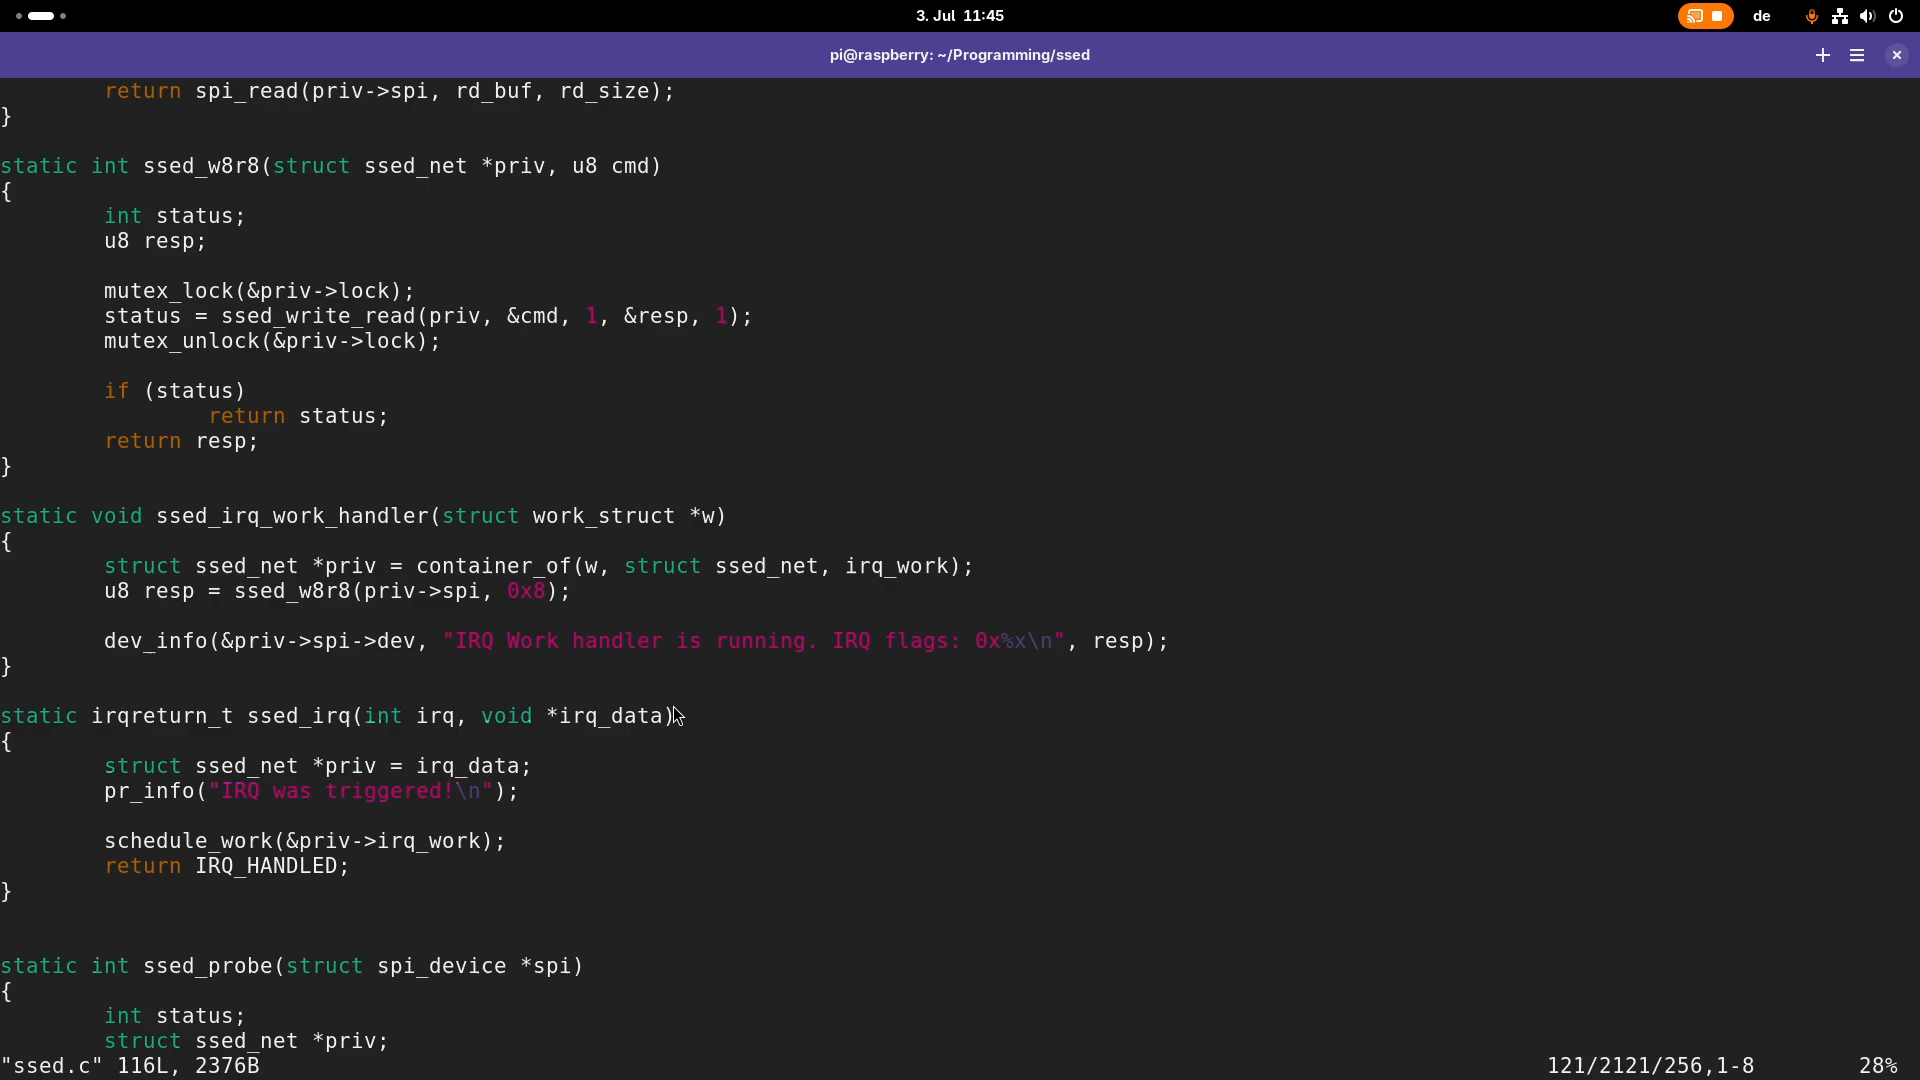 3. Jul 11:45
de
pi@raspberry: ~/Programming/ssed
        return spi_read(priv->spi, rd_buf, rd_size);
}
static int ssed_w8r8(struct ssed_net *priv, u8 cmd)
{
        int status;
        u8 resp;
        mutex_lock(&priv->lock);
        status = ssed_write_read(priv, &cmd, 1, &resp, 1);
        mutex_unlock(&priv->lock);
        if (status)
                return status;
        return resp;
}
static void ssed_irq_work_handler(struct work_struct *w)
{
        struct ssed_net *priv = container_of(w, struct ssed_net, irq_work);
        u8 resp = ssed_w8r8(priv->spi, 0x8);
        dev_info(&priv->spi->dev, "IRQ Work handler is running. IRQ flags: 0x%x\n", resp);
}
static irqreturn_t ssed_irq(int irq, void *irq_data)
{
        struct ssed_net *priv = irq_data;
        pr_info("IRQ was triggered!\n");
        schedule_work(&priv->irq_work);
        return IRQ_HANDLED;
}
static int ssed_probe(struct spi_device *spi)
{
        int status;
        struct ssed_net *priv;
"ssed.c" 116L, 2376B 121/2121/256,1-8 28%